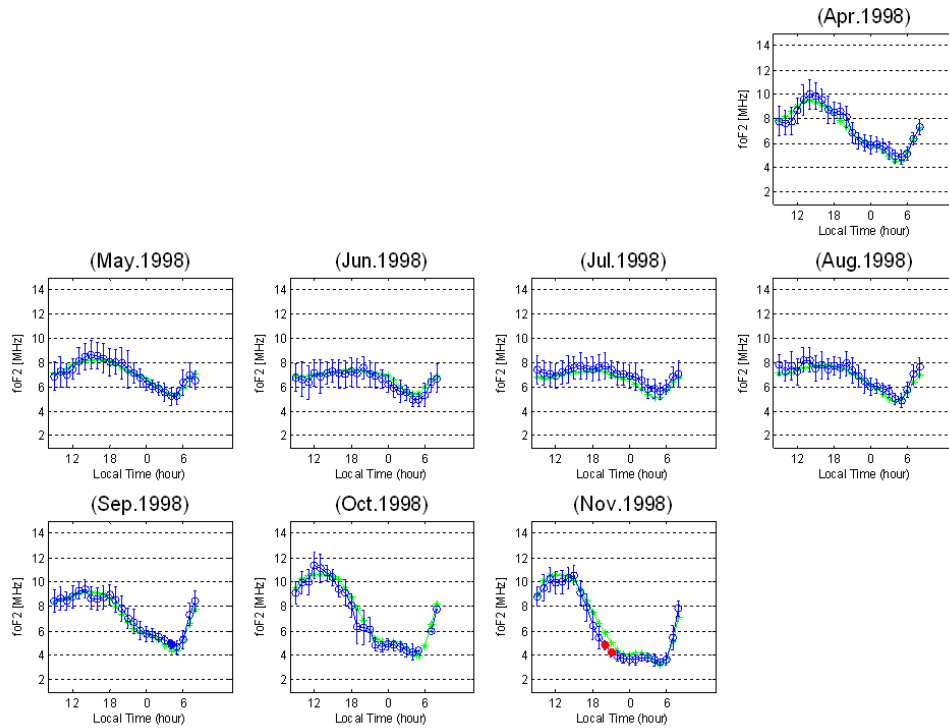 (Apr.1998)
14
12
10
8
6
4
2
foF2 [MHz]
12 18 0 6
Local Time (hour)
(May.1998)
14
12
10
8
6
4
2
foF2 [MHz]
12 18 0 6
Local Time (hour)
(Jun.1998)
14
12
10
8
6
4
2
foF2 [MHz]
12 18 0 6
Local Time (hour)
(Jul.1998)
14
12
10
8
6
4
2
foF2 [MHz]
12 18 0 6
Local Time (hour)
(Aug.1998)
14
12
10
8
6
4
2
foF2 [MHz]
12 18 0 6
Local Time (hour)
(Sep.1998)
14
12
10
8
6
4
2
foF2 [MHz]
12 18 0 6
Local Time (hour)
(Oct.1998)
14
12
10
8
6
4
2
foF2 [MHz]
12 18 0 6
Local Time (hour)
(Nov.1998)
14
12
10
8
6
4
2
foF2 [MHz]
12 18 0 6
Local Time (hour)